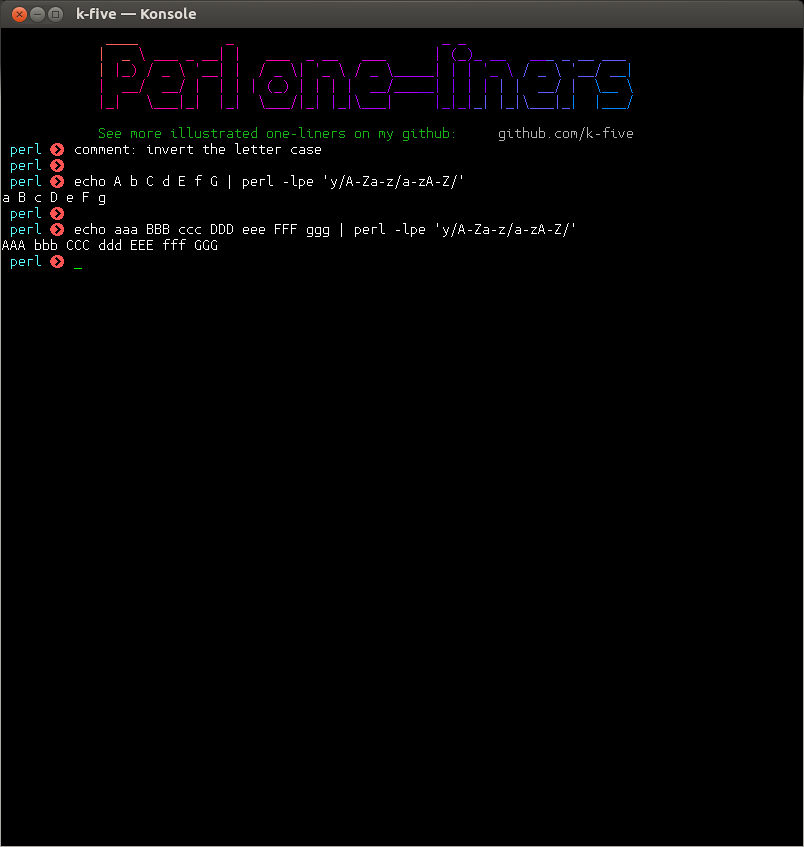 k-five — Konsole
Perl one-liners
See more illustrated one-liners on my github: github.com/k-five
perl comment: invert the letter case
perl
perl echo A b C d E f G | perl -lpe 'y/A-Za-z/a-zA-Z/'
a B c D e F g
perl
perl echo aaa BBB ccc DDD eee FFF ggg | perl -lpe 'y/A-Za-z/a-zA-Z/'
AAA bbb CCC ddd EEE fff GGG
perl _